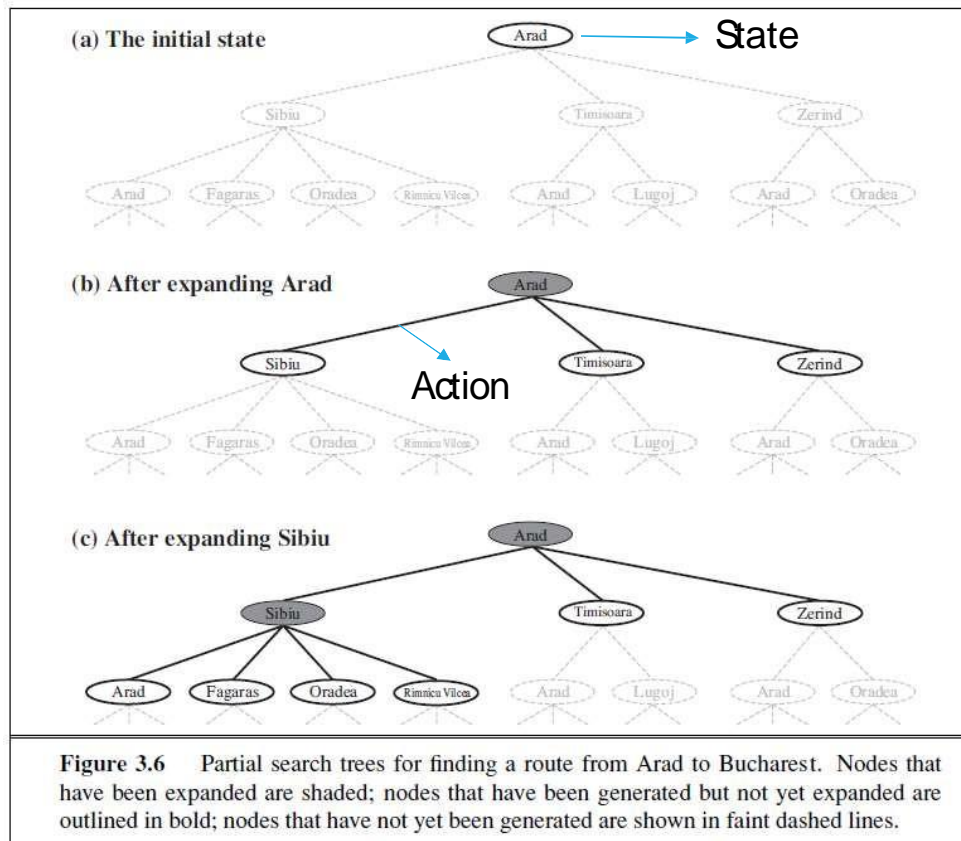 (a) The initial state
Arad
State
Sibiu
Timisoara
Zerind
Arad
Fagaras
Oradea
Rimnicu Vilcea
Arad
Lugoj
Arad
Oradea
(b) After expanding Arad
Arad
Sibiu
Timisoara
Zerind
Action
Arad
Fagaras
Oradea
Rimnicu Vilcea
Arad
Lugoj
Arad
Oradea
(c) After expanding Sibiu
Arad
Sibiu
Timisoara
Zerind
Arad
Fagaras
Oradea
Rimnicu Vilcea
Arad
Lugoj
Arad
Oradea
Figure 3.6 Partial search trees for finding a route from Arad to Bucharest. Nodes that
have been expanded are shaded; nodes that have been generated but not yet expanded are
outlined in bold; nodes that have not yet been generated are shown in faint dashed lines.